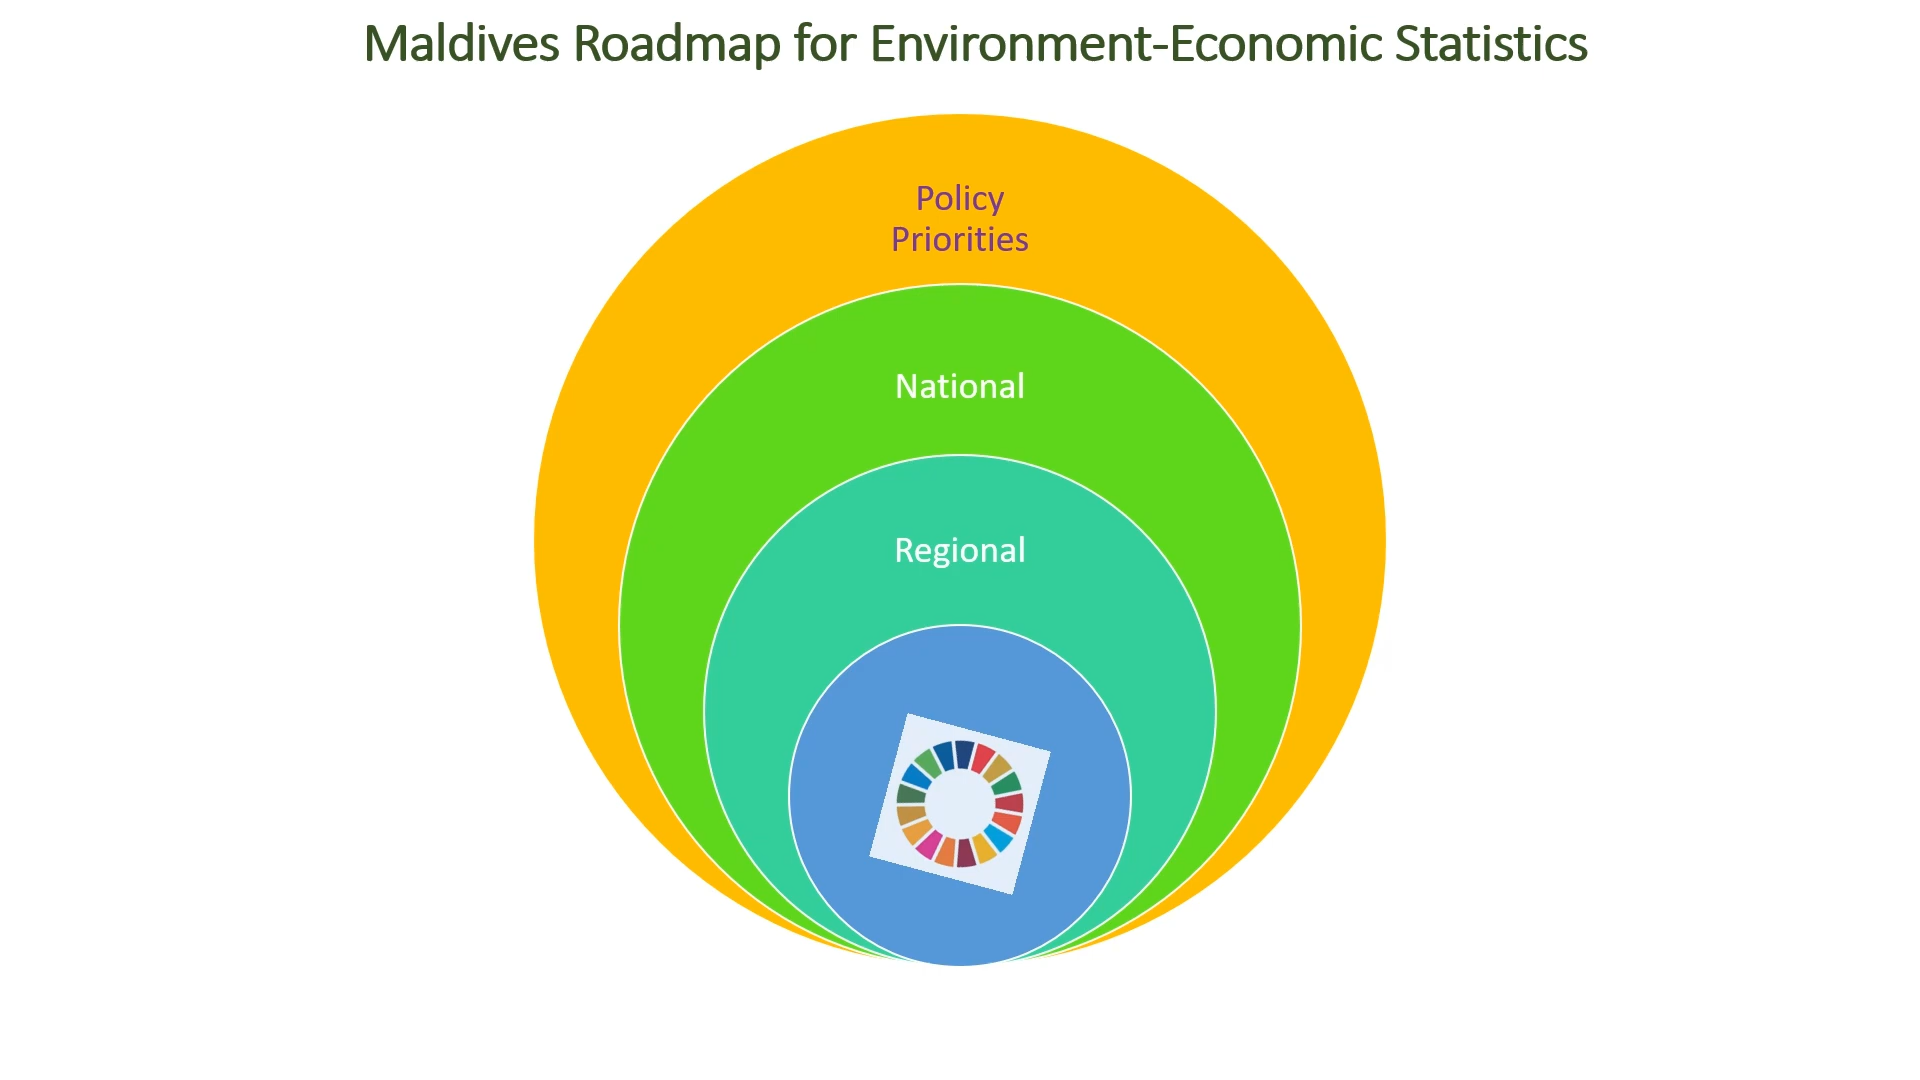 Maldives Roadmap for Environment-Economic Statistics
Policy
Priorities
National
Regional